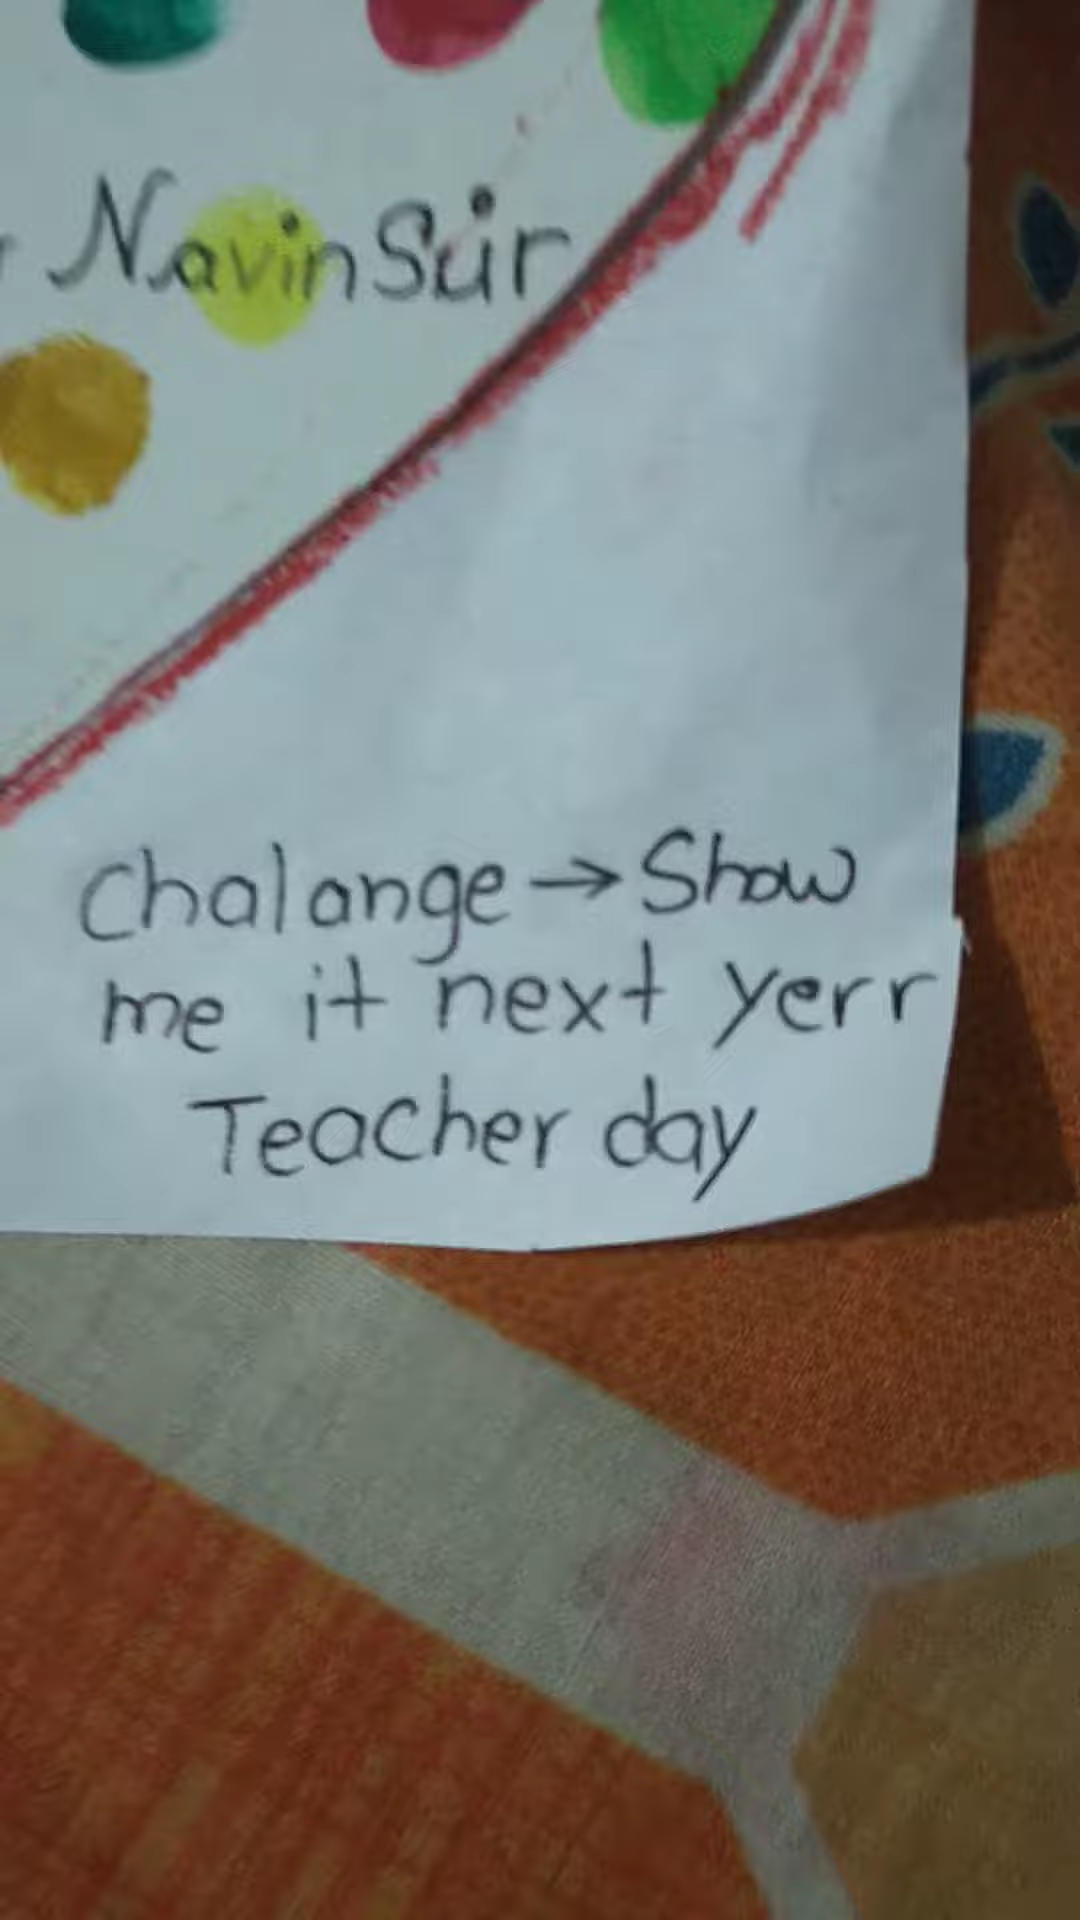 Navin Sir
Chalange → Show
me it next yerr
Teacher day